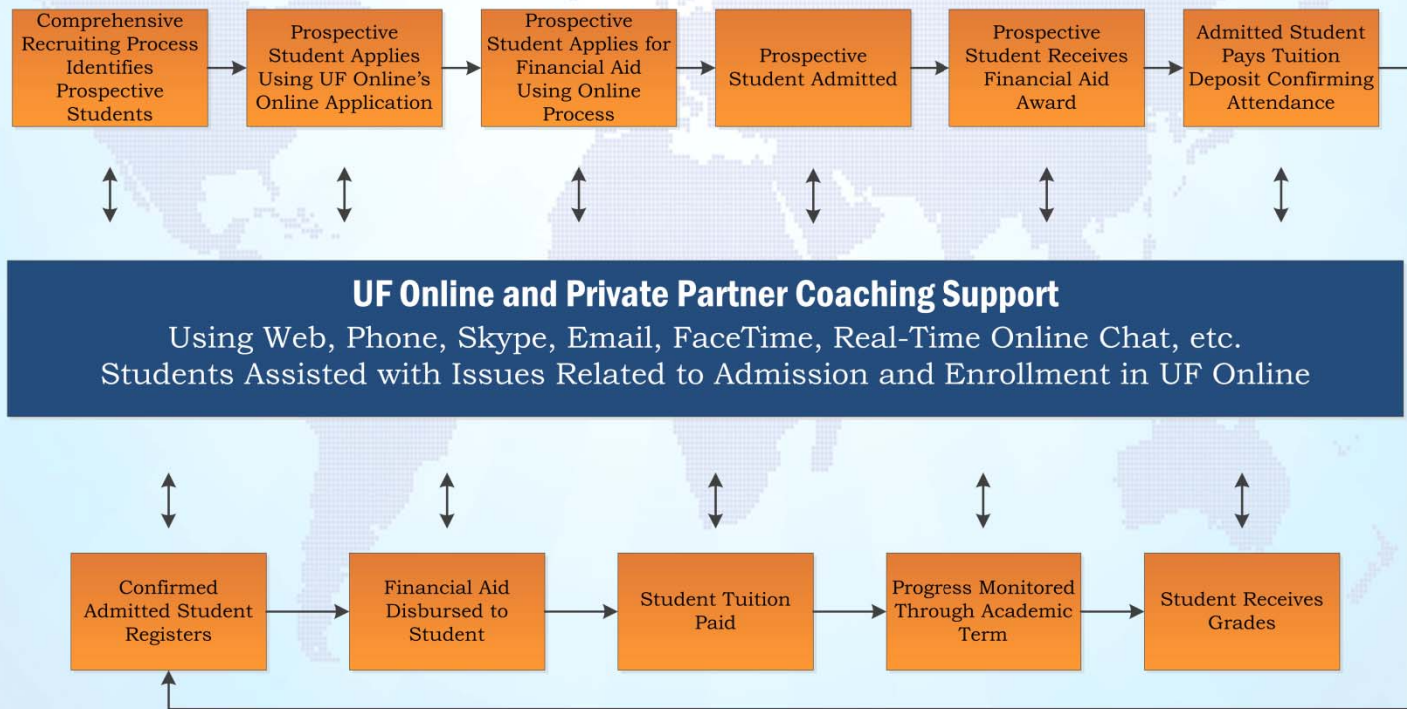 Comprehensive
Recruiting Process
Identifies
Prospective
Students
Prospective
Student Applies
Using UF Online's
Online Application
Prospective
Student Applies for
Financial Aid
Using Online
Process
Prospective
Student Admitted
Prospective
Student Receives
Financial Aid
Award
Admitted Student
Pays Tuition
Deposit Confirming
Attendance
UF Online and Private Partner Coaching Support
Using Web, Phone, Skype, Email, FaceTime, Real-Time Online Chat, etc.
Students Assisted with Issues Related to Admission and Enrollment in UF Online
Confirmed
Admitted Student
Registers
Financial Aid
Disbursed to
Student
Student Tuition
Paid
Progress Monitored
Through Academic
Term
Student Receives
Grades